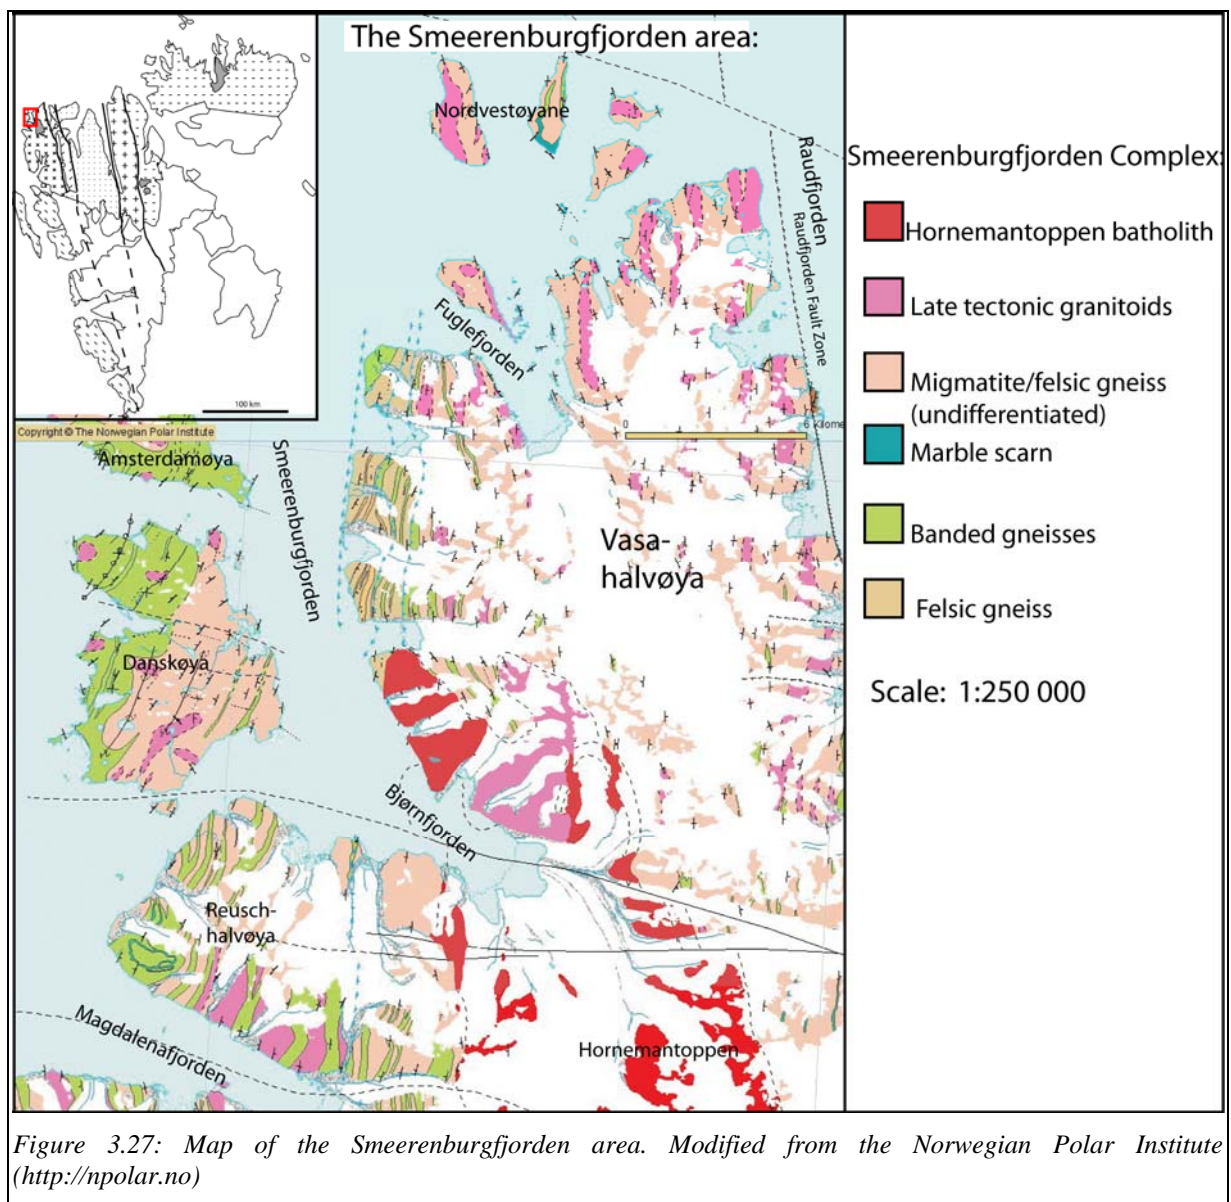 The Smeerenburgfjorden area:
100 km
Copyright © The Norwegian Polar Institute
Nordvestøyane
Raudfjorden
Raudfjorden Fault Zone
Fuglefjorden
0 6 Kilome
Amsterdamøya
Smeerenburgfjorden
Vasa-
halvøya
Danskøya
Bjørnfjorden
Reusch-
halvøya
Magdalenafjorden
Hornemantoppen
Smeerenburgfjorden Complex:
Hornemantoppen batholith
Late tectonic granitoids
Migmatite/felsic gneiss
(undifferentiated)
Marble scarn
Banded gneisses
Felsic gneiss
Scale: 1:250 000
Figure 3.27: Map of the Smeerenburgfjorden area. Modified from the Norwegian Polar Institute
(http://npolar.no)